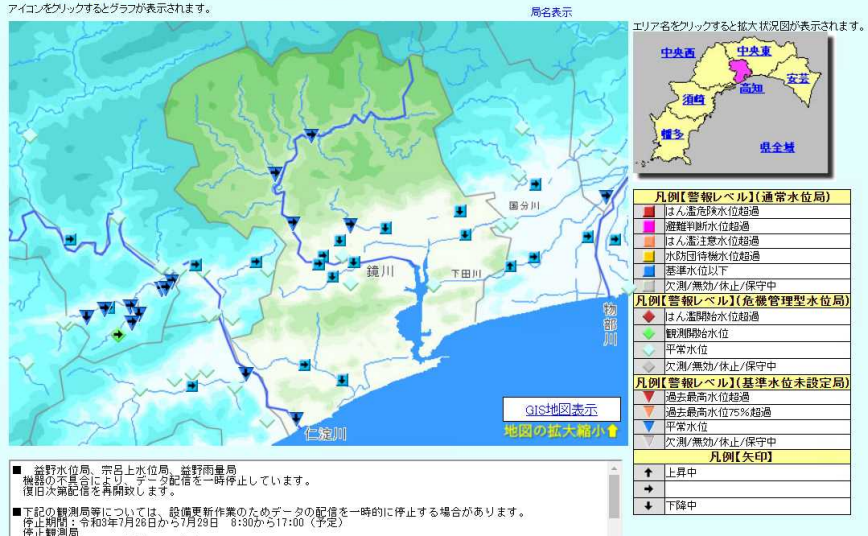 アイコンをクリックするとグラフが表示されます。
局名表示
エリア名をクリックすると拡大状況図が表示されます。
中央西
中央東
安芸
高知
須崎
幡多
県全域
国分川
鏡川
下田川
物部川
仁淀川
GIS地図表示
地図の拡大縮小
凡例【警報レベル】(通常水位局)
はん濫危険水位超過
避難判断水位超過
はん濫注意水位超過
水防団待機水位超過
基準水位以下
欠測/無効/休止/保守中
凡例【警報レベル】(危機管理型水位局)
はん濫開始水位超過
観測開始水位
平常水位
欠測/無効/休止/保守中
凡例【警報レベル】(基準水位未設定局)
過去最高水位超過
過去最高水位75%超過
平常水位
欠測/無効/休止/保守中
凡例【矢印】
上昇中
下降中
■ 益野水位局、宗呂上水位局、益野雨量局
機器の不具合により、データ配信を一時停止しています。
復旧次第配信を再開致します。
■下記の観測局等については、設備更新作業のためデータの配信を一時的に停止する場合があります。
停止期間：令和3年7月26日から7月29日 8:30から17:00（予定）
停止観測局